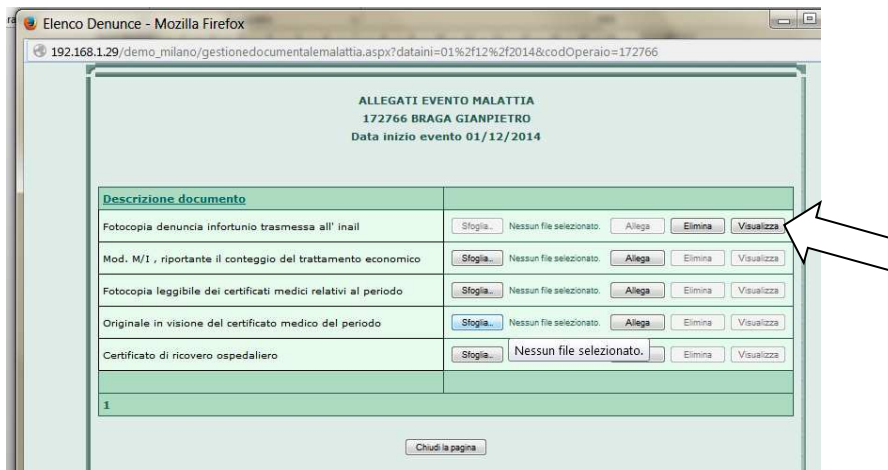 Elenco Denunce - Mozilla Firefox
192.168.1.29/demo_milano/gestionedocumentalemalattia.aspx?dataini=01%2f12%2f2014&codOperaio=172766
ALLEGATI EVENTO MALATTIA
172766 BRAGA GIANPIETRO
Data inizio evento 01/12/2014
Descrizione documento
Fotocopia denuncia infortunio trasmessa all' inail Sfoglia.. Nessun file selezionato. Allega Elimina Visualizza
Mod. M/I , riportante il conteggio del trattamento economico Sfoglia.. Nessun file selezionato. Allega Elimina Visualizza
Fotocopia leggibile dei certificati medici relativi al periodo Sfoglia.. Nessun file selezionato. Allega Elimina Visualizza
Originale in visione del certificato medico del periodo Sfoglia.. Nessun file selezionato. Allega Elimina Visualizza
Certificato di ricovero ospedaliero Sfoglia.. Nessun file selezionato. Elimina Visualizza
1
Chiudi la pagina